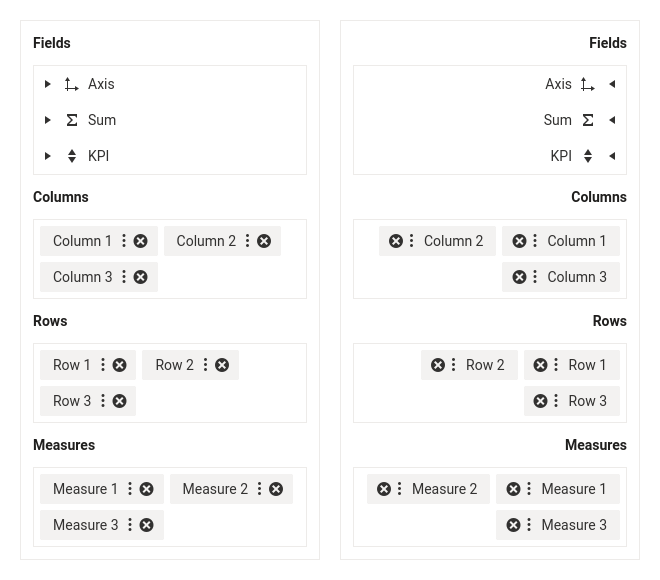 Fields
Axis
Sum
KPI
Columns
Column 1 Column 2
Column 3
Rows
Row 1 Row 2
Row 3
Measures
Measure 1 Measure 2
Measure 3
Fields
Axis
Sum
KPI
Columns
Column 2 Column 1
Column 3
Rows
Row 2 Row 1
Row 3
Measures
Measure 2 Measure 1
Measure 3